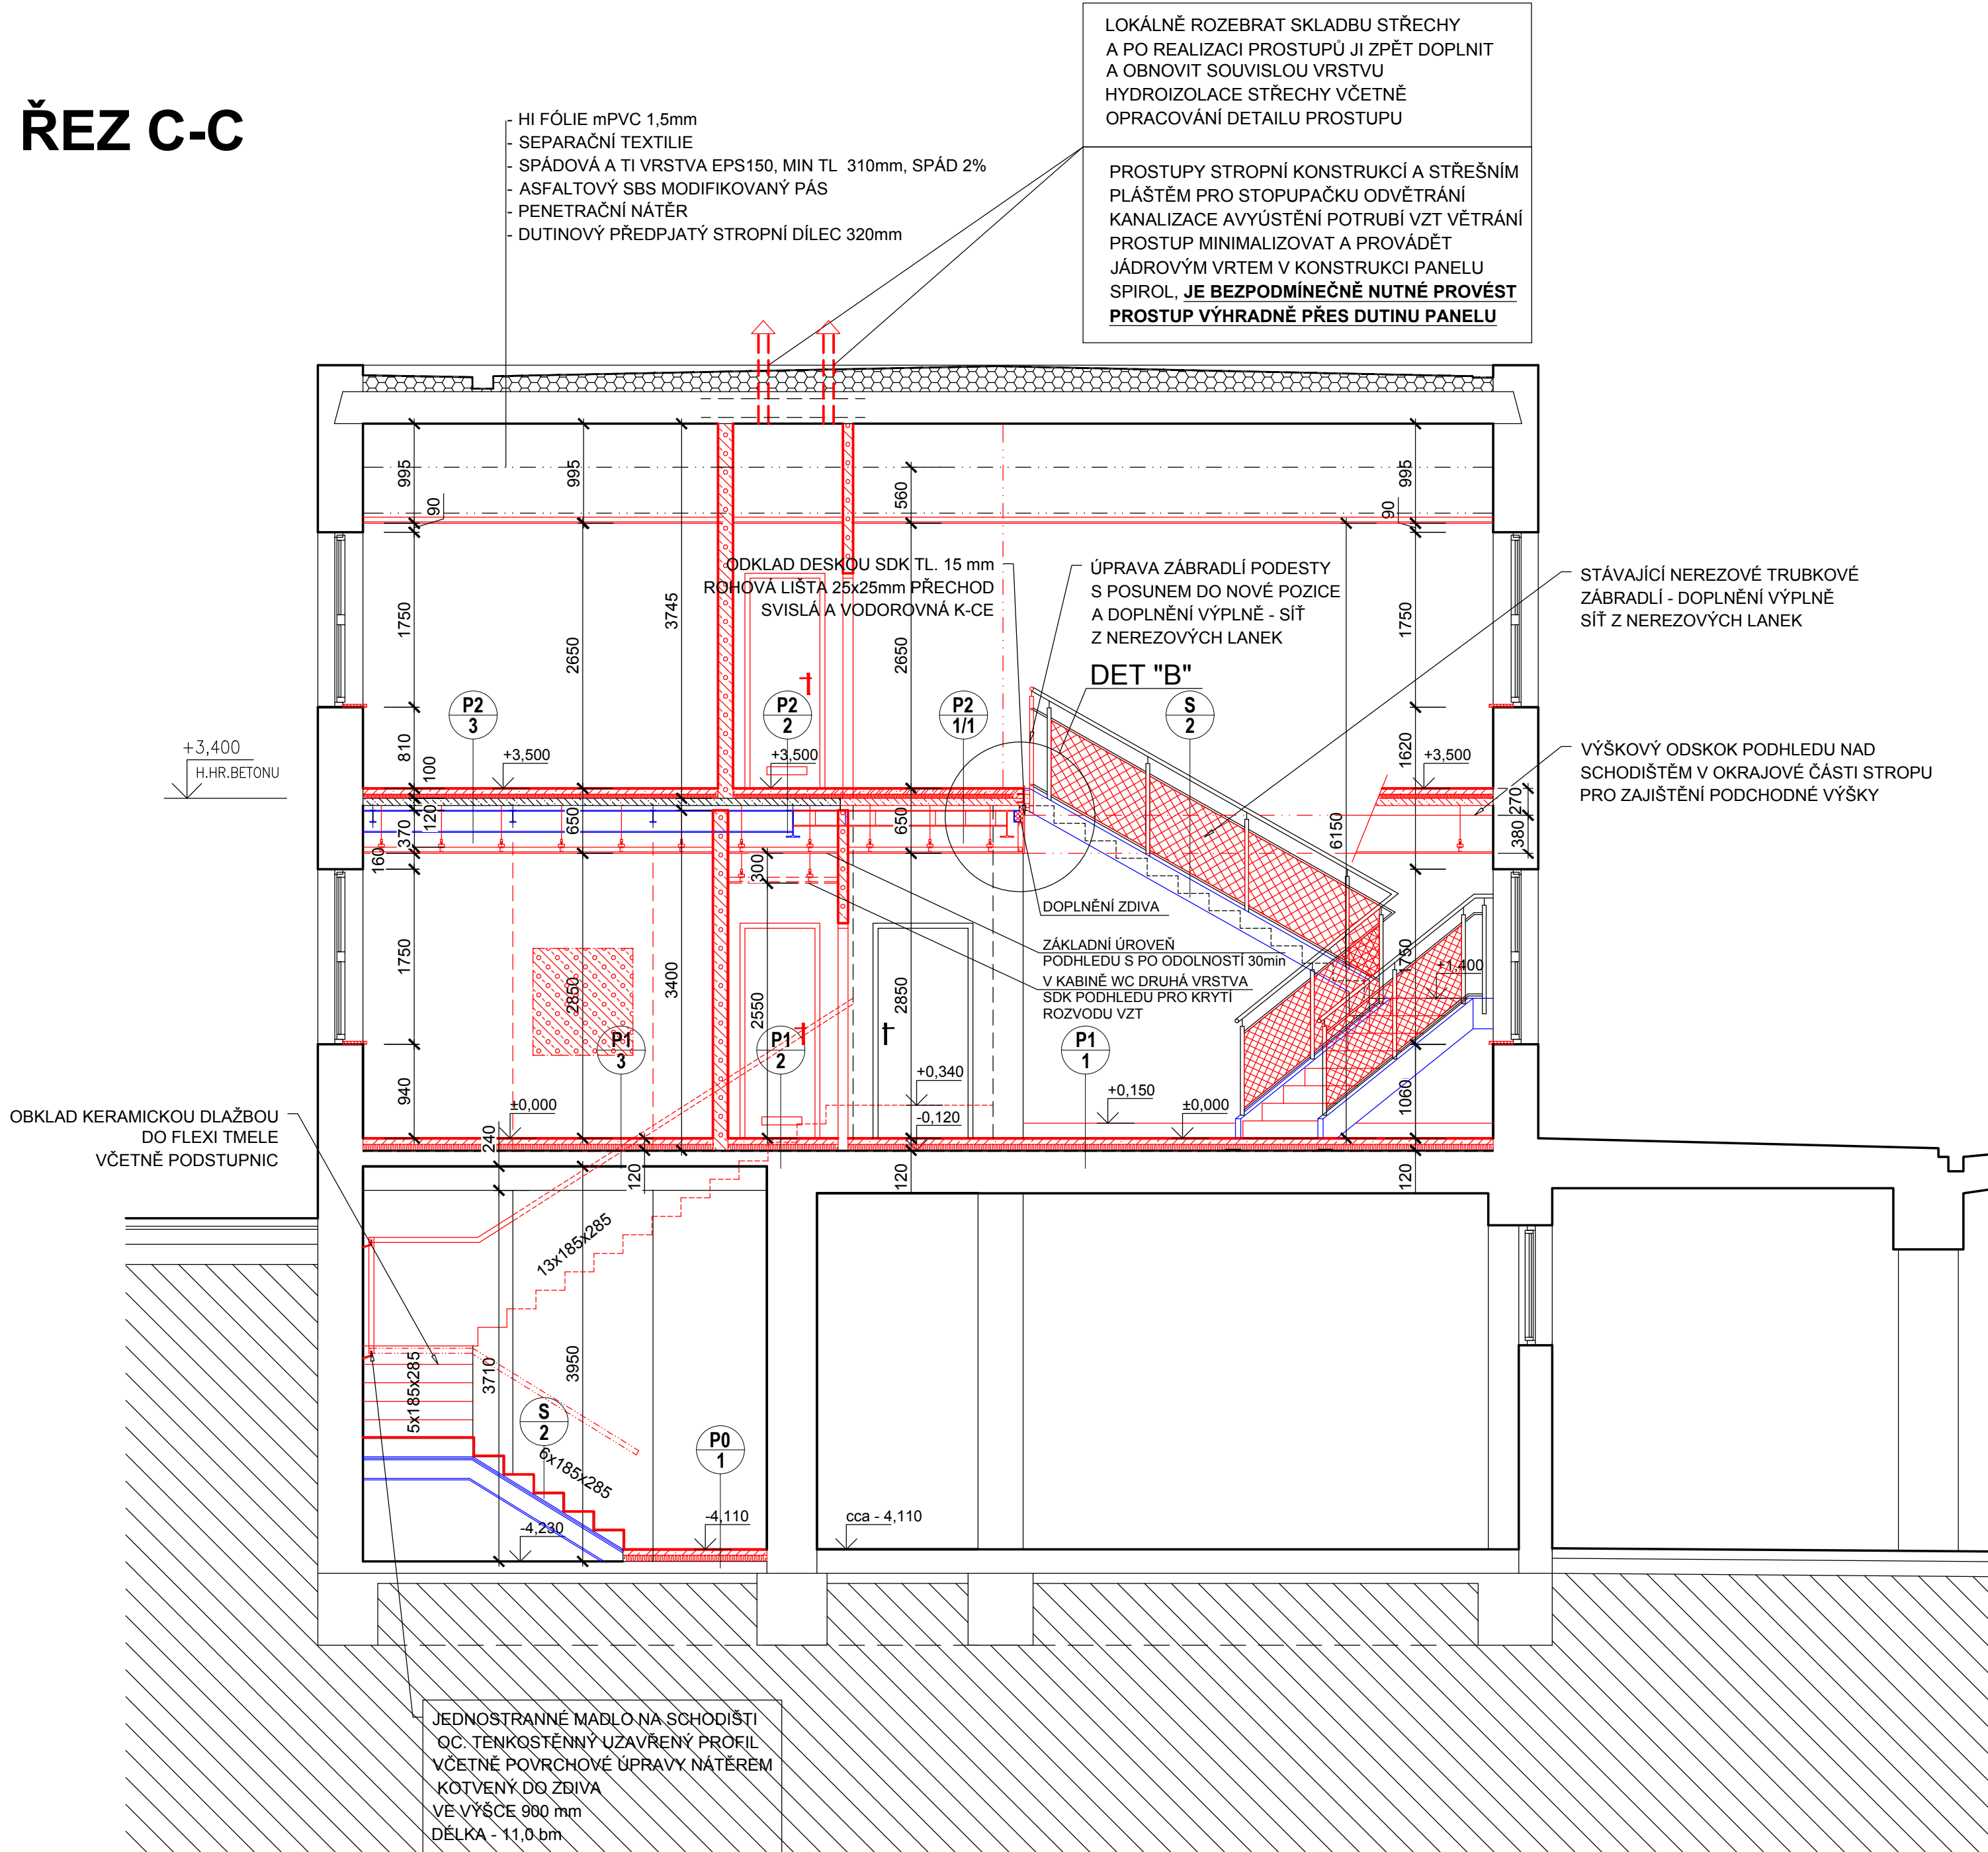 ŘEZ C-C
- HI FÓLIE mPVC 1,5mm
- SEPARAČNÍ TEXTILIE
- SPÁDOVÁ A TI VRSTVA EPS150, MIN TL 310mm, SPÁD 2%
- ASFALTOVÝ SBS MODIFIKOVANÝ PÁS
- PENETRAČNÍ NÁTĚR
- DUTINOVÝ PŘEDPJATÝ STROPNÍ DÍLEC 320mm
LOKÁLNĚ ROZEBRAT SKLADBU STŘECHY
A PO REALIZACI PROSTUPŮ JI ZPĚT DOPLNIT
A OBNOVIT SOUVISLOU VRSTVU
HYDROIZOLACE STŘECHY VČETNĚ
OPRACOVÁNÍ DETAILU PROSTUPU
PROSTUPY STROPNÍ KONSTRUKCÍ A STŘEŠNÍM
PLÁŠTĚM PRO STOPUPAČKU ODVĚTRÁNÍ
KANALIZACE AVYÚSTĚNÍ POTRUBÍ VZT VĚTRÁNÍ
PROSTUP MINIMALIZOVAT A PROVÁDĚT
JÁDROVÝM VRTEM V KONSTRUKCI PANELU
SPIROL, JE BEZPODMÍNEČNĚ NUTNÉ PROVÉST
PROSTUP VÝHRADNĚ PŘES DUTINU PANELU
995
995
560
995
90
90
ODKLAD DESKOU SDK TL. 15 mm
ROHOVÁ LIŠTA 25x25mm PŘECHOD
SVISLÁ A VODOROVNÁ K-CE
ÚPRAVA ZÁBRADLÍ PODESTY
S POSUNEM DO NOVÉ POZICE
A DOPLNĚNÍ VÝPLNĚ - SÍŤ
Z NEREZOVÝCH LANEK
DET "B"
STÁVAJÍCÍ NEREZOVÉ TRUBKOVÉ
ZÁBRADLÍ - DOPLNĚNÍ VÝPLNĚ
SÍŤ Z NEREZOVÝCH LANEK
1750
2650
3745
2650
1750
P2
3
P2
2
P2
1/1
S
2
+3,400
H.HR.BETONU
810
100
+3,500
+3,500
1620
+3,500
VÝŠKOVÝ ODSKOK PODHLEDU NAD
SCHODIŠTĚM V OKRAJOVÉ ČÁSTI STROPU
PRO ZAJIŠTĚNÍ PODCHODNÉ VÝŠKY
120
370
160
650
650
6150
270
380
300
DOPLNĚNÍ ZDIVA
ZÁKLADNÍ ÚROVEŇ
PODHLEDU S PO ODOLNOSTÍ 30min
V KABINĚ WC DRUHÁ VRSTVA
SDK PODHLEDU PRO KRYTÍ
ROZVODU VZT
1750
2850
3400
2550
2850
1750
+1,400
P1
3
P1
2
P1
1
940
±0,000
+0,340
-0,120
+0,150
±0,000
1060
OBKLAD KERAMICKOU DLAŽBOU
DO FLEXI TMELE
VČETNĚ PODSTUPNIC
240
120
120
120
13x185x285
5x185x285
3710
3950
S
2
6x185x285
P0
1
-4,230
-4,110
cca - 4,110
JEDNOSTRANNÉ MADLO NA SCHODIŠTI
OC. TENKOSTĚNNÝ UZAVŘENÝ PROFIL
VČETNĚ POVRCHOVÉ ÚPRAVY NÁTĚREM
KOTVENÝ DO ZDIVA
VE VÝŠCE 900 mm
DÉLKA - 11,0 bm